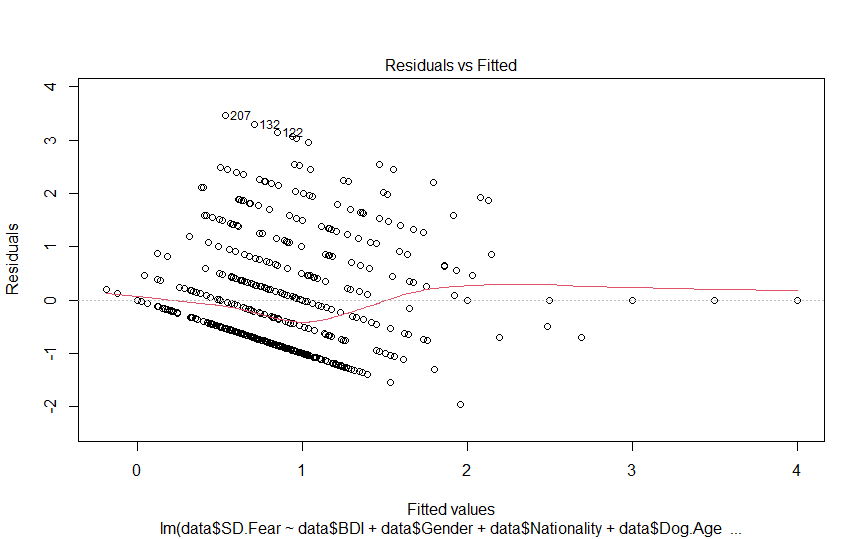 Residuals vs Fitted
4
3
2
1
0
-1
-2
Residuals
207
132
122
0 1 2 3 4
Fitted values
lm(data$SD.Fear ~ data$BDI + data$Gender + data$Nationality + data$Dog.Age ...